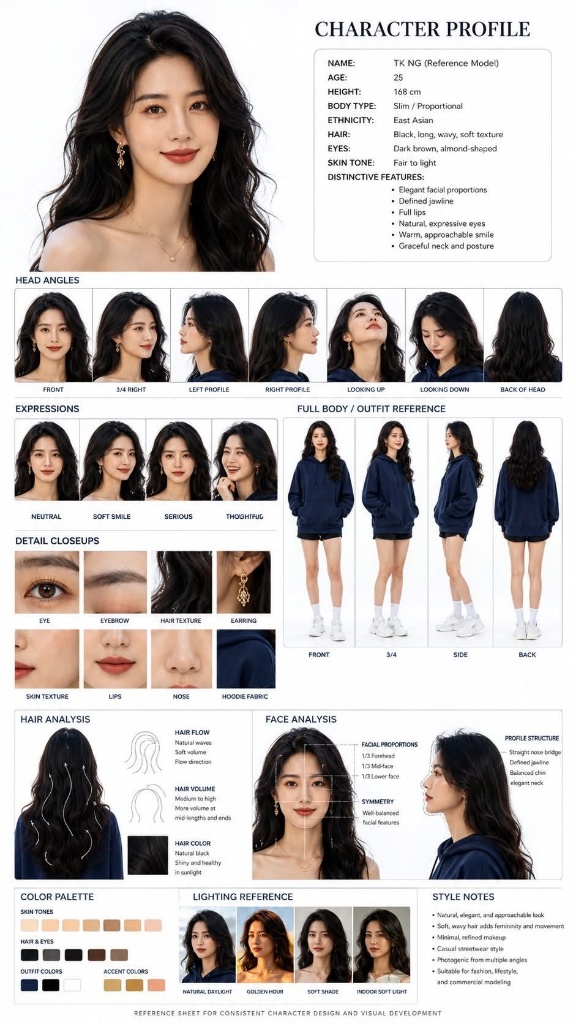 CHARACTER PROFILE
NAME: TK NG (Reference Model)
AGE: 25
HEIGHT: 168 cm
BODY TYPE: Slim / Proportional
ETHNICITY: East Asian
HAIR: Black, long, wavy, soft texture
EYES: Dark brown, almond-shaped
SKIN TONE: Fair to light
DISTINCTIVE FEATURES:
• Elegant facial proportions
• Defined jawline
• Full lips
• Natural, expressive eyes
• Warm, approachable smile
• Graceful neck and posture
HEAD ANGLES
FRONT
3/4 RIGHT
LEFT PROFILE
RIGHT PROFILE
LOOKING UP
LOOKING DOWN
BACK OF HEAD
EXPRESSIONS
NEUTRAL
SOFT SMILE
SERIOUS
FULL BODY / OUTFIT REFERENCE
FRONT
3/4
SIDE
BACK
DETAIL CLOSEUPS
EYE
EYEBROW
HAIR TEXTURE
EARRING
SKIN TEXTURE
LIPS
NOSE
HOODIE FABRIC
HAIR ANALYSIS
HAIR FLOW
Natural waves
Soft volume
Flow direction
HAIR VOLUME
Medium to high
More volume at
mid-lengths and ends
HAIR COLOR
Natural black
Shiny and healthy
in sunlight
FACE ANALYSIS
FACIAL PROPORTIONS
1/3 Forehead
1/3 Mid-face
1/3 Lower face
SYMMETRY
Well-balanced
facial features
PROFILE STRUCTURE
Straight nose bridge
Defined jawline
Balanced chin
elegant neck
COLOR PALETTE
SKIN TONES
HAIR & EYES
OUTFIT COLORS
ACCENT COLORS
LIGHTING REFERENCE
NATURAL DAYLIGHT
GOLDEN HOUR
SOFT SHADE
INDOOR SOFT LIGHT
STYLE NOTES
• Natural, elegant, and approachable look
• Soft, wavy hair adds femininity and movement
• Minimal, refined makeup
• Casual streetwear style
• Photogenic from multiple angles
• Suitable for fashion, lifestyle,
and commercial modeling
REFERENCE SHEET FOR CONSISTENT CHARACTER DESIGN AND VISUAL DEVELOPMENT